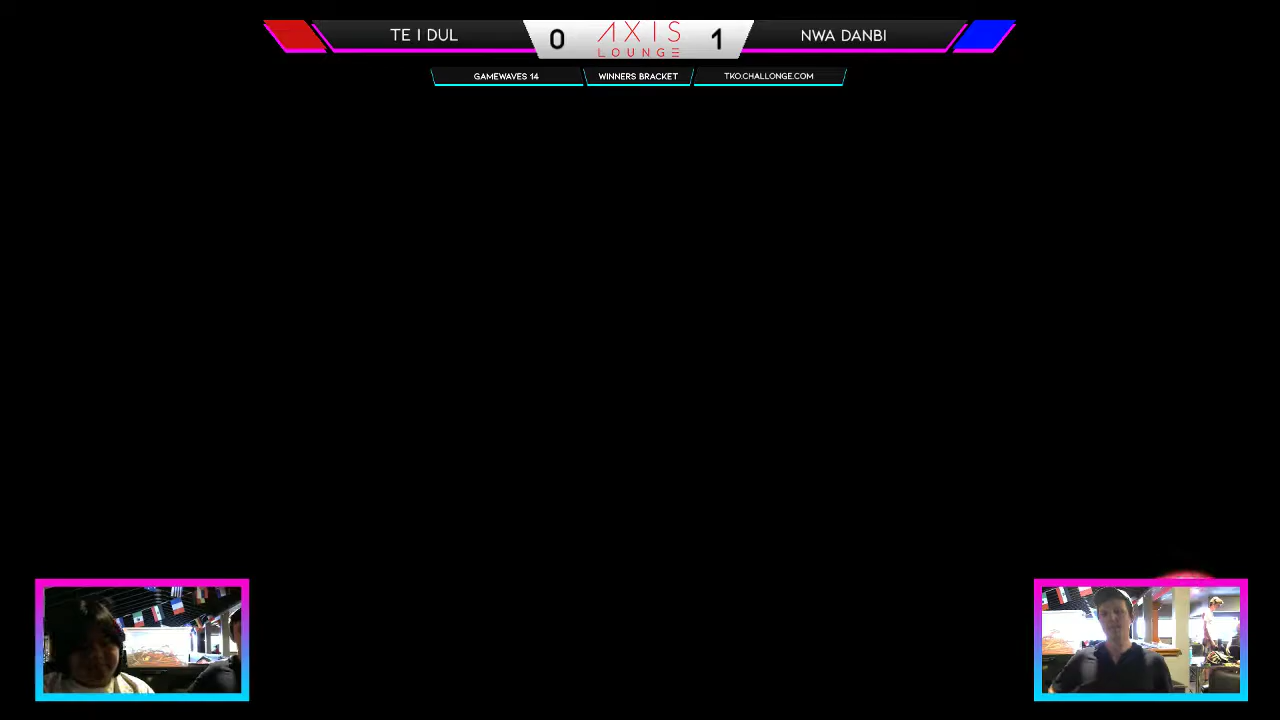 TE I DUL
0
AXIS
LOUNGE
1
NWA DANBI
GAMEWAVES 14
WINNERS BRACKET
TKO.CHALLONGE.COM